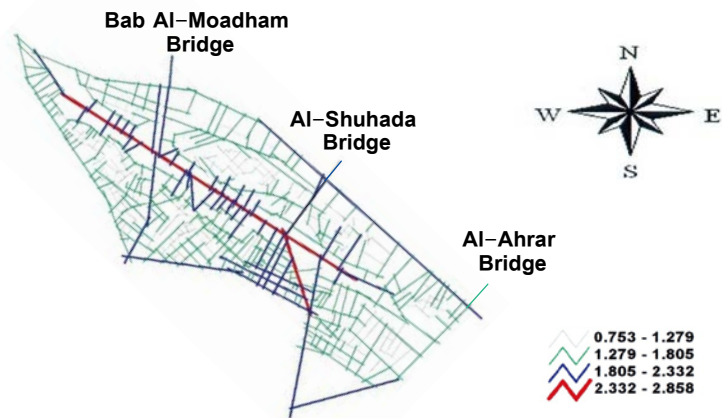 Bab Al-Moadham
Bridge
Al-Shuhada
Bridge
N
W
E
S
Al-Ahrar
Bridge
0.753 - 1.279
1.279 - 1.805
1.805 - 2.332
2.332 - 2.858